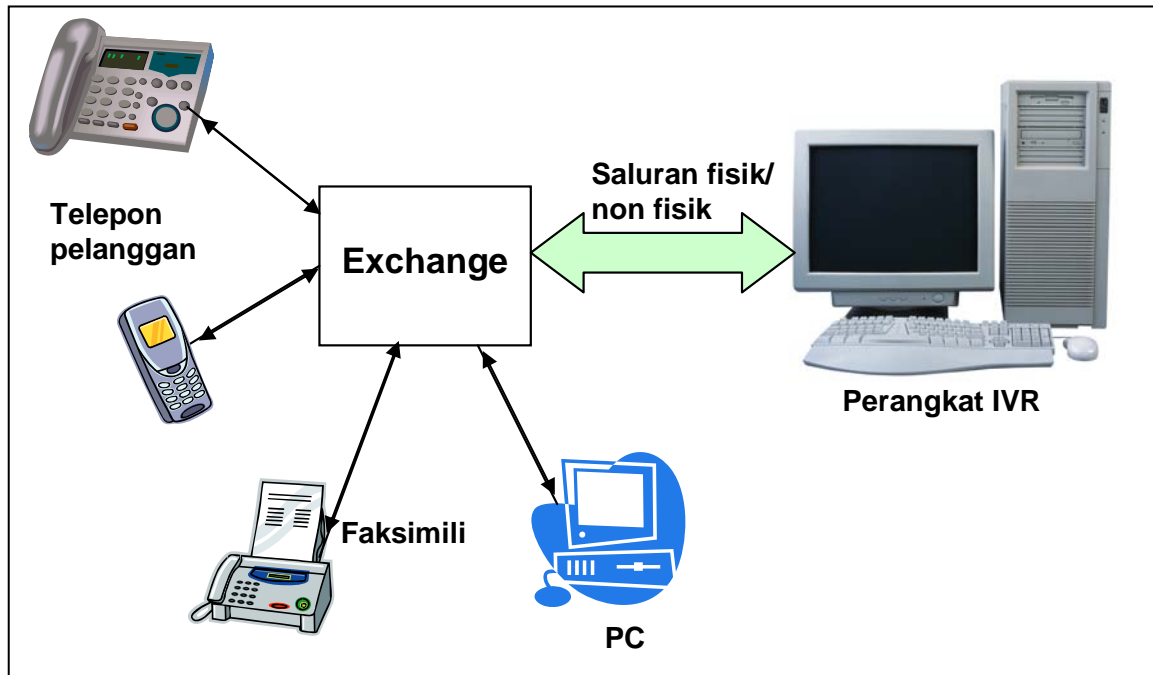 Telepon
pelanggan
Exchange
Saluran fisik/
non fisik
Perangkat IVR
Faksimili
PC